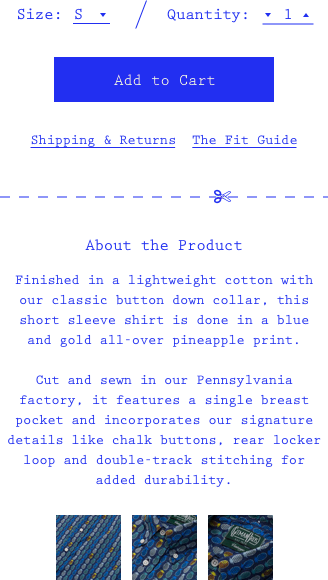 Size: S Quantity: 1
Add to Cart
Shipping & Returns The Fit Guide
About the Product
Finished in a lightweight cotton with
our classic button down collar, this
short sleeve shirt is done in a blue
and gold all-over pineapple print.
Cut and sewn in our Pennsylvania
factory, it features a single breast
pocket and incorporates our signature
details like chalk buttons, rear locker
loop and double-track stitching for
added durability.